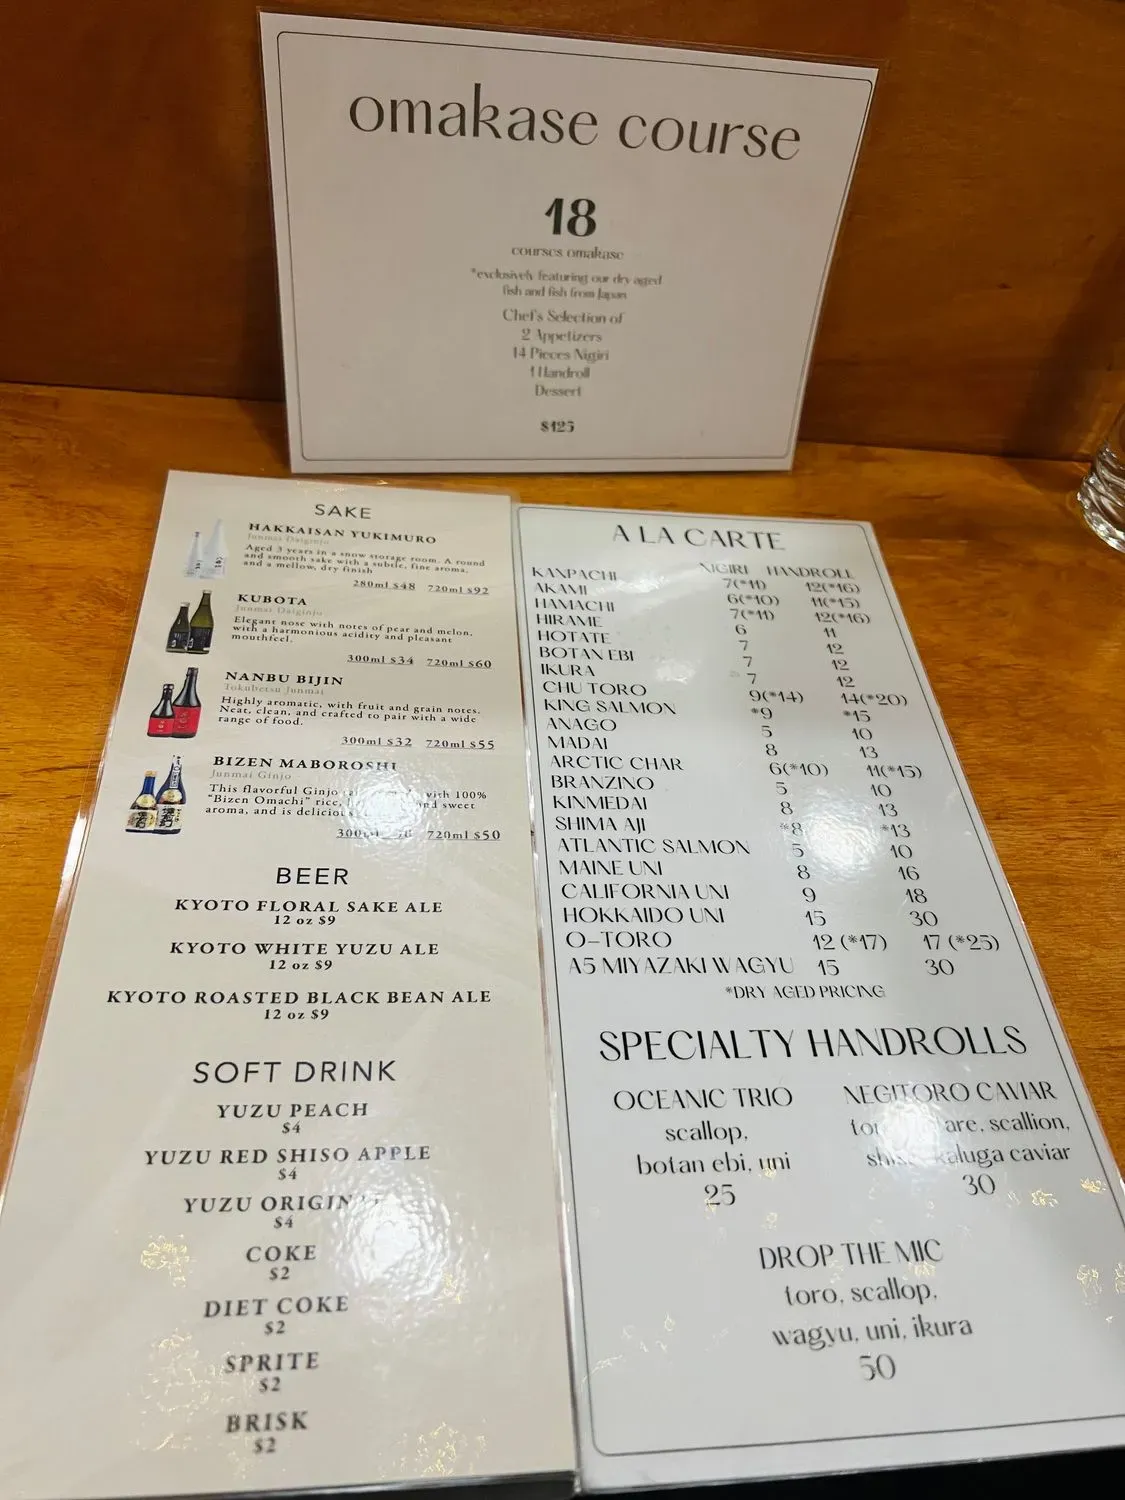 omakase course
18
courses omakase
*exclusively featuring our dry aged
fish and fish from Japan
Chef's Selection of
2 Appetizers
14 Pieces Nigiri
1 Handroll
Dessert
$125
SAKE
HAKKAISAN YUKIMURO
Junmai Daiginjo
Aged 3 years in a snow storage room. A round
and smooth sake with a subtle, fine aroma.
and a mellow, dry finish
280ml $48 720ml $92
KUBOTA
Junmai Daiginjo
Elegant nose with notes of pear and melon,
with a harmonious acidity and pleasant
mouthfeel.
300ml $34 720ml $60
NANBU BIJIN
Tokubetsu Junmai
Highly aromatic, with fruit and grain notes.
Neat, clean, and crafted to pair with a wide
range of food.
300ml $32 720ml $55
BIZEN MABOROSHI
Junmai Ginjo
This flavorful Ginjo with 100%
"Bizen Omachi" rice, and sweet
aroma, and is delicious
300ml 720ml $50
BEER
KYOTO FLORAL SAKE ALE
12 oz $9
KYOTO WHITE YUZU ALE
12 oz $9
KYOTO ROASTED BLACK BEAN ALE
12 oz $9
SOFT DRINK
YUZU PEACH
$4
YUZU RED SHISO APPLE
$4
YUZU ORIGINAL
$4
COKE
$2
DIET COKE
$2
SPRITE
$2
BRISK
$2
A LA CARTE
NIGIRI HANDROLL
KANPACHI 7(*11) 12(*16)
AKAMI 6(*10) 11(*15)
HAMACHI 7(*11) 12(*16)
HIRAME 6 11
HOTATE 7 12
BOTAN EBI 7 12
IKURA 7 12
CHU TORO 9(*14) 14(*20)
KING SALMON *9 *15
ANAGO 5 10
MADAI 8 13
ARCTIC CHAR 6(*10) 11(*15)
BRANZINO 5 10
KINMEDAI 8 13
SHIMA AJI *8 *13
ATLANTIC SALMON 5 10
MAINE UNI 8 16
CALIFORNIA UNI 9 18
HOKKAIDO UNI 15 30
O-TORO 12 (*17) 17 (*25)
A5 MIYAZAKI WAGYU 15 30
*DRY AGED PRICING
SPECIALTY HANDROLLS
OCEANIC TRIO
scallop,
botan ebi, uni
25
NEGITORO CAVIAR
scallion,
kaluga caviar
30
DROP THE MIC
toro, scallop,
wagyu, uni, ikura
50